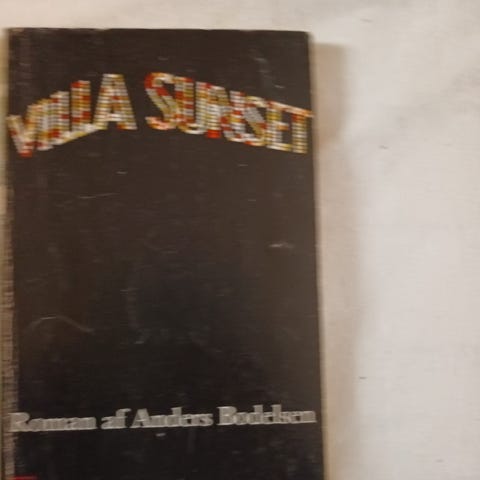 VILLA SUNSET
Roman af Anders Bodelsen